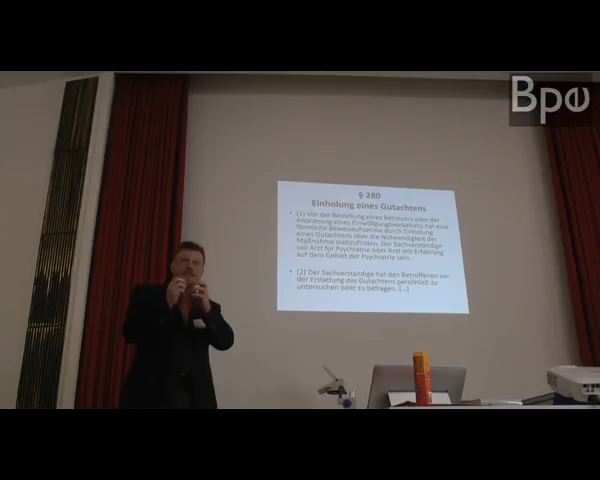 Bpe
§ 280
Einholung eines Gutachtens
• (1) Vor der Bestellung eines Betreuers oder der
Anordnung eines Einwilligungsvorbehalts hat eine
förmliche Beweisaufnahme durch Einholung
eines Gutachtens über die Notwendigkeit der
Maßnahme stattzufinden. Der Sachverständige
soll Arzt für Psychiatrie oder Arzt mit Erfahrung
auf dem Gebiet der Psychiatrie sein.
• (2) Der Sachverständige hat den Betroffenen vor
der Erstattung des Gutachtens persönlich zu
untersuchen oder zu befragen. [...]